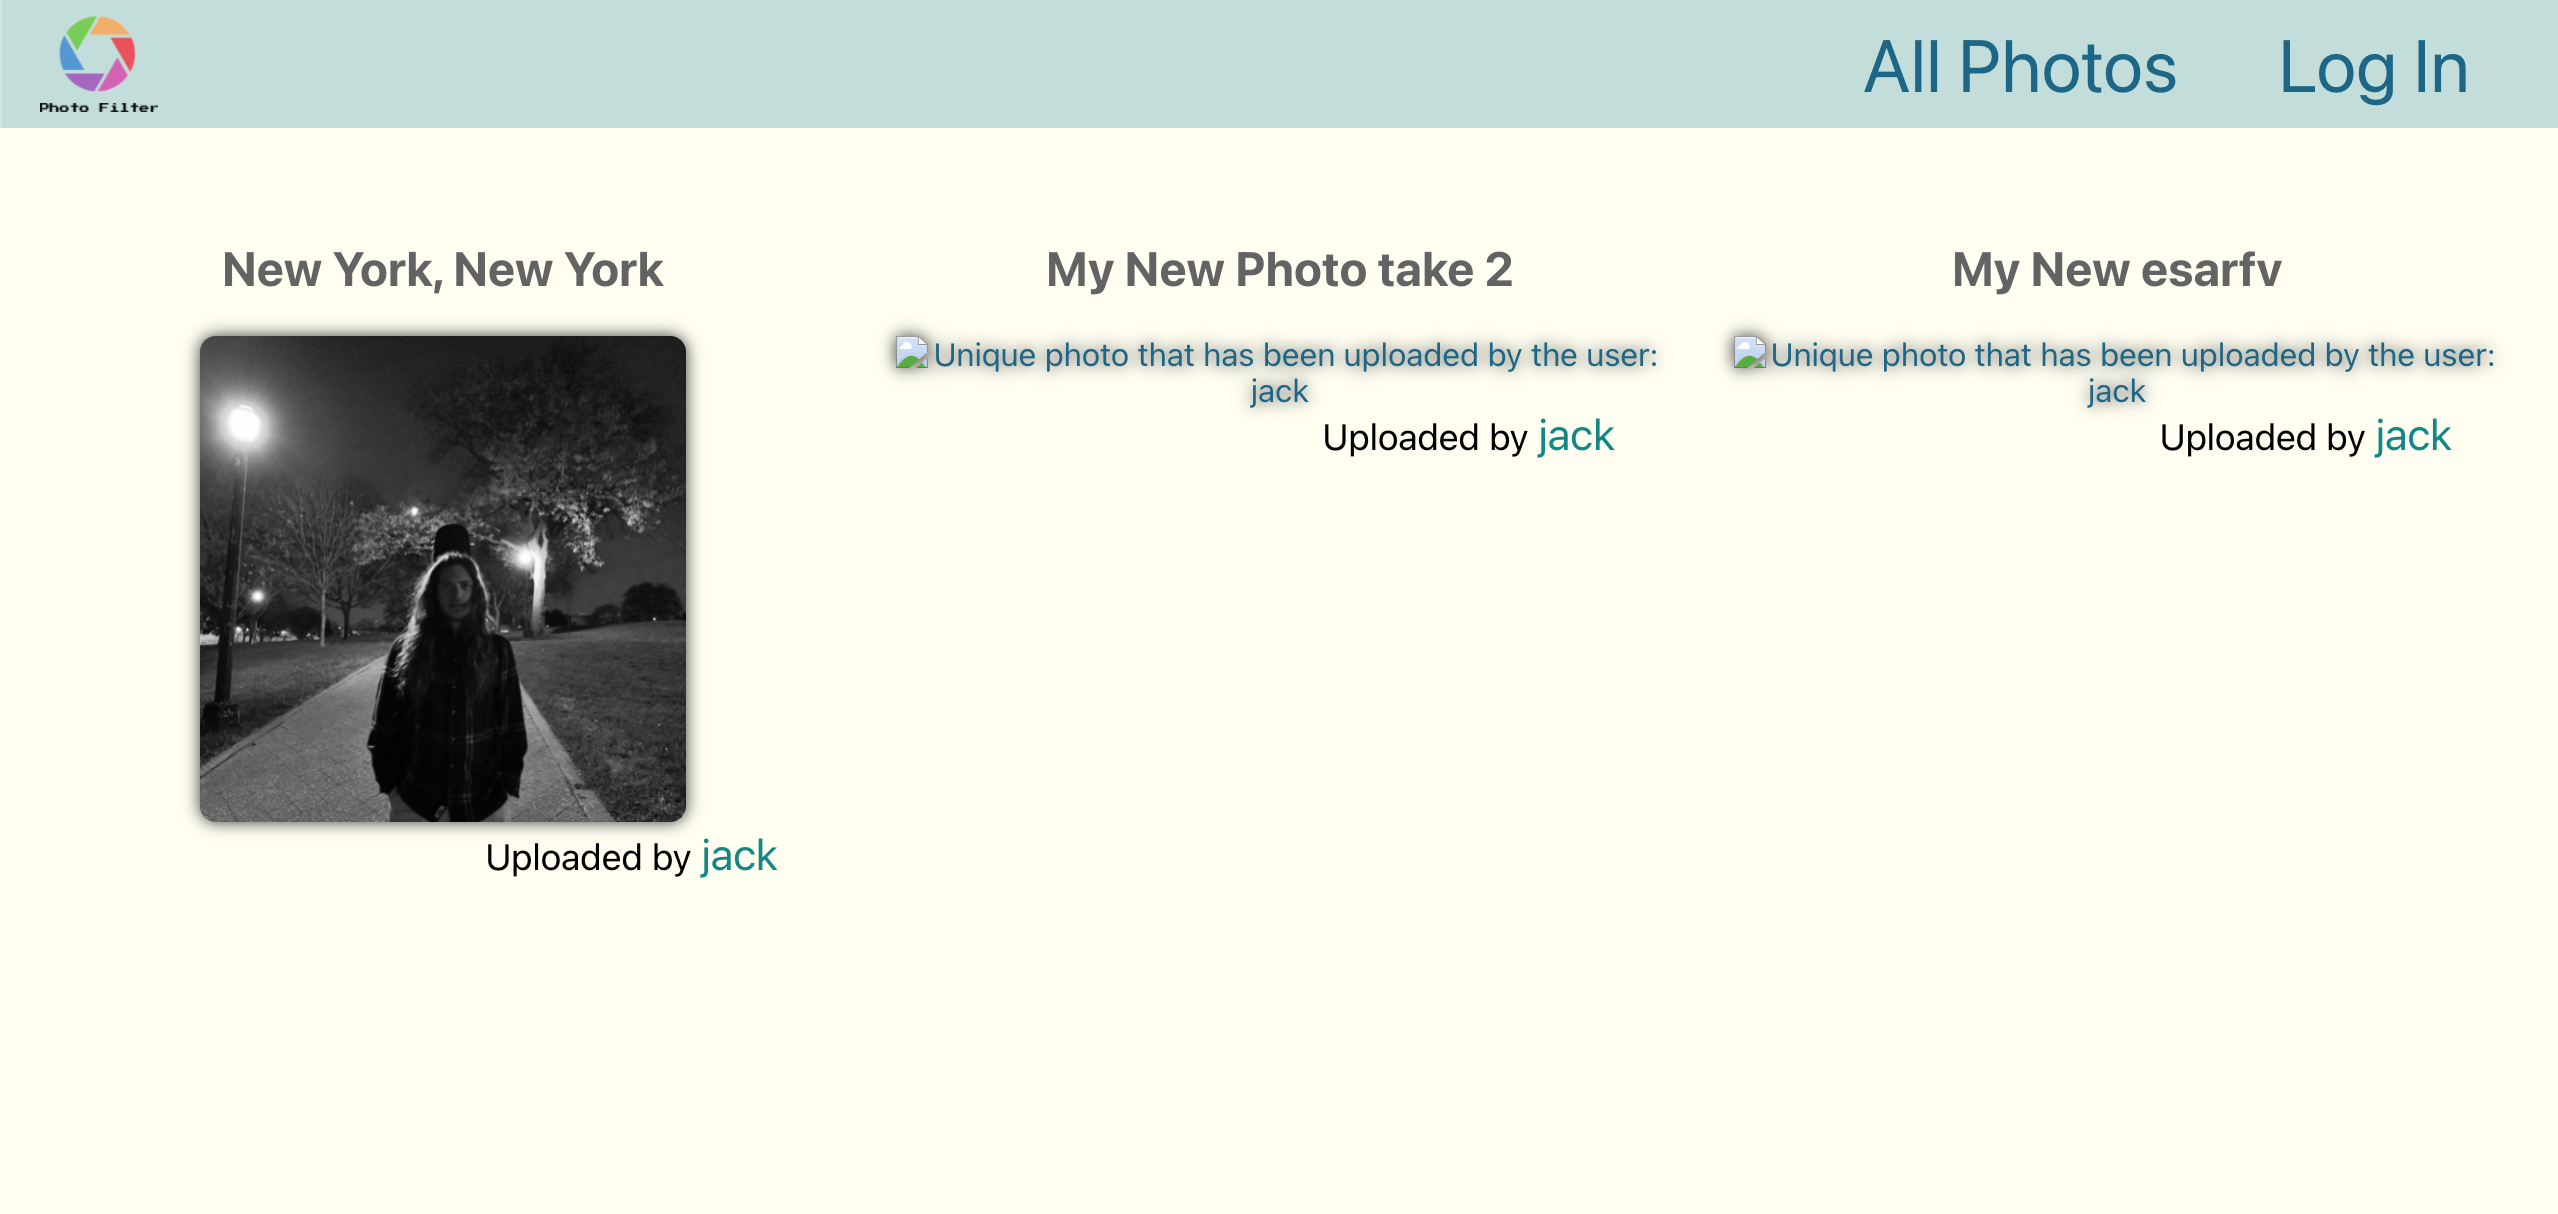 Photo Filter
All Photos
Log In
New York, New York
Uploaded by jack
My New Photo take 2
Unique photo that has been uploaded by the user:
jack
Uploaded by jack
My New esarfv
Unique photo that has been uploaded by the user:
jack
Uploaded by jack